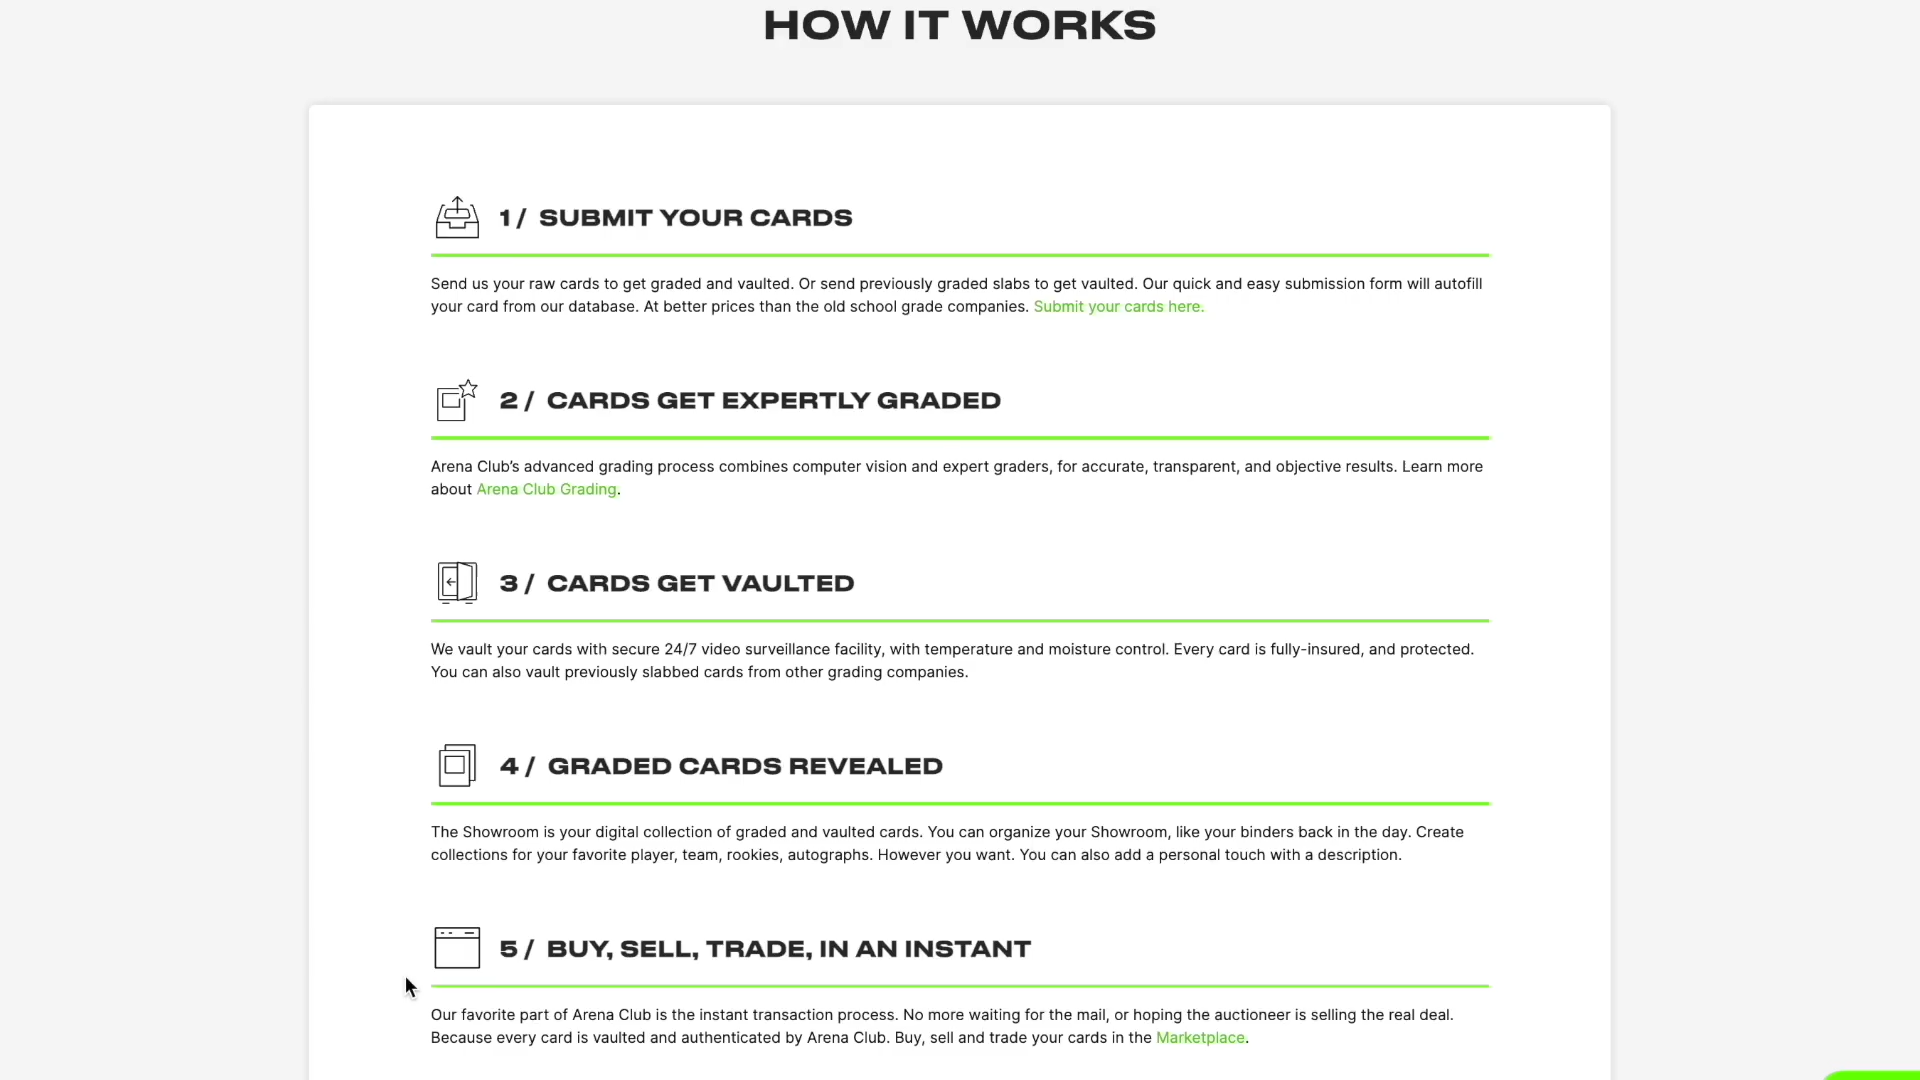 HOW IT WORKS
1 / SUBMIT YOUR CARDS
Send us your raw cards to get graded and vaulted. Or send previously graded slabs to get vaulted. Our quick and easy submission form will autofill
your card from our database. At better prices than the old school grade companies. Submit your cards here.
2 / CARDS GET EXPERTLY GRADED
Arena Club’s advanced grading process combines computer vision and expert graders, for accurate, transparent, and objective results. Learn more
about Arena Club Grading.
3 / CARDS GET VAULTED
We vault your cards with secure 24/7 video surveillance facility, with temperature and moisture control. Every card is fully-insured, and protected.
You can also vault previously slabbed cards from other grading companies.
4 / GRADED CARDS REVEALED
The Showroom is your digital collection of graded and vaulted cards. You can organize your Showroom, like your binders back in the day. Create
collections for your favorite player, team, rookies, autographs. However you want. You can also add a personal touch with a description.
5 / BUY, SELL, TRADE, IN AN INSTANT
Our favorite part of Arena Club is the instant transaction process. No more waiting for the mail, or hoping the auctioneer is selling the real deal.
Because every card is vaulted and authenticated by Arena Club. Buy, sell and trade your cards in the Marketplace.